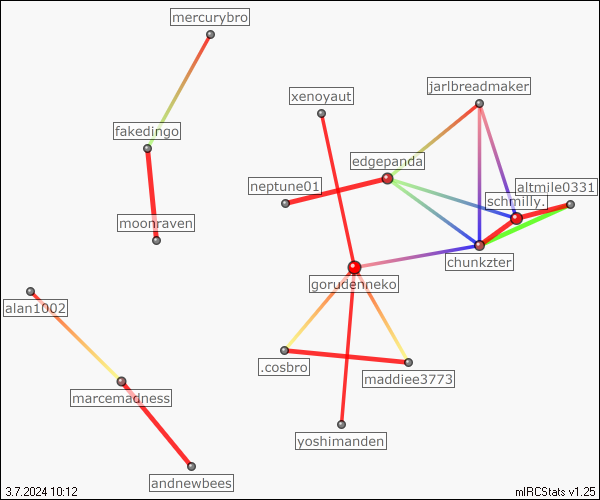 mercurybro
jarlbreadmaker
xenoyaut
fakedingo
edgepanda
neptune01
altmile0331
schmilly.
moonraven
chunkzter
gorudenneko
alan1002
.cosbro
maddiee3773
marcemadness
yoshimanden
andnewbees
3.7.2024 10:12
mIRCStats v1.25